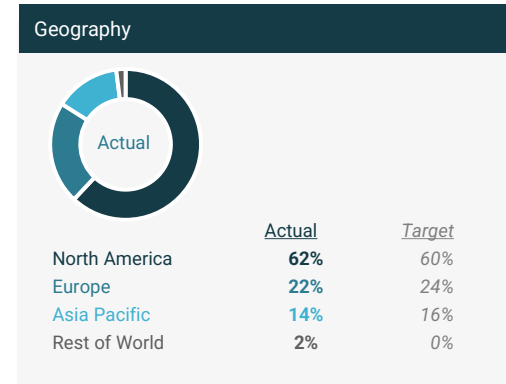 Geography
Actual
Actual Target
North America 62% 60%
Europe 22% 24%
Asia Pacific 14% 16%
Rest of World 2% 0%